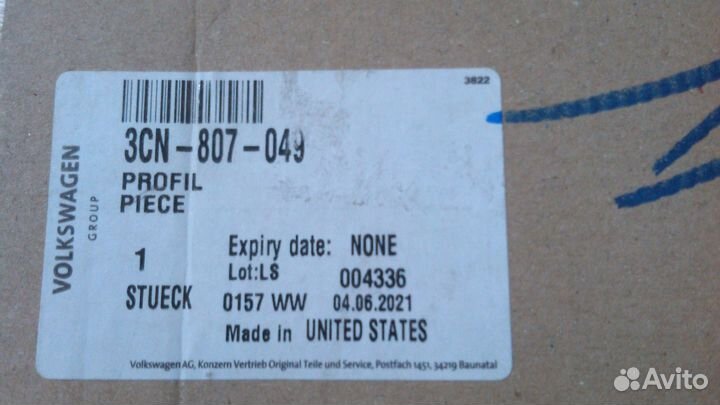 3822
3CN-807-049
PROFIL
PIECE
VOLKSWAGEN
GROUP
1
STUECK
Expiry date: NONE
Lot:LS 004336
0157 WW 04.06.2021
Made in UNITED STATES
Volkswagen AG, Konzern Vertrieb Original Teile und Service, Postfach 1451, 34219 Baunatal
Avito